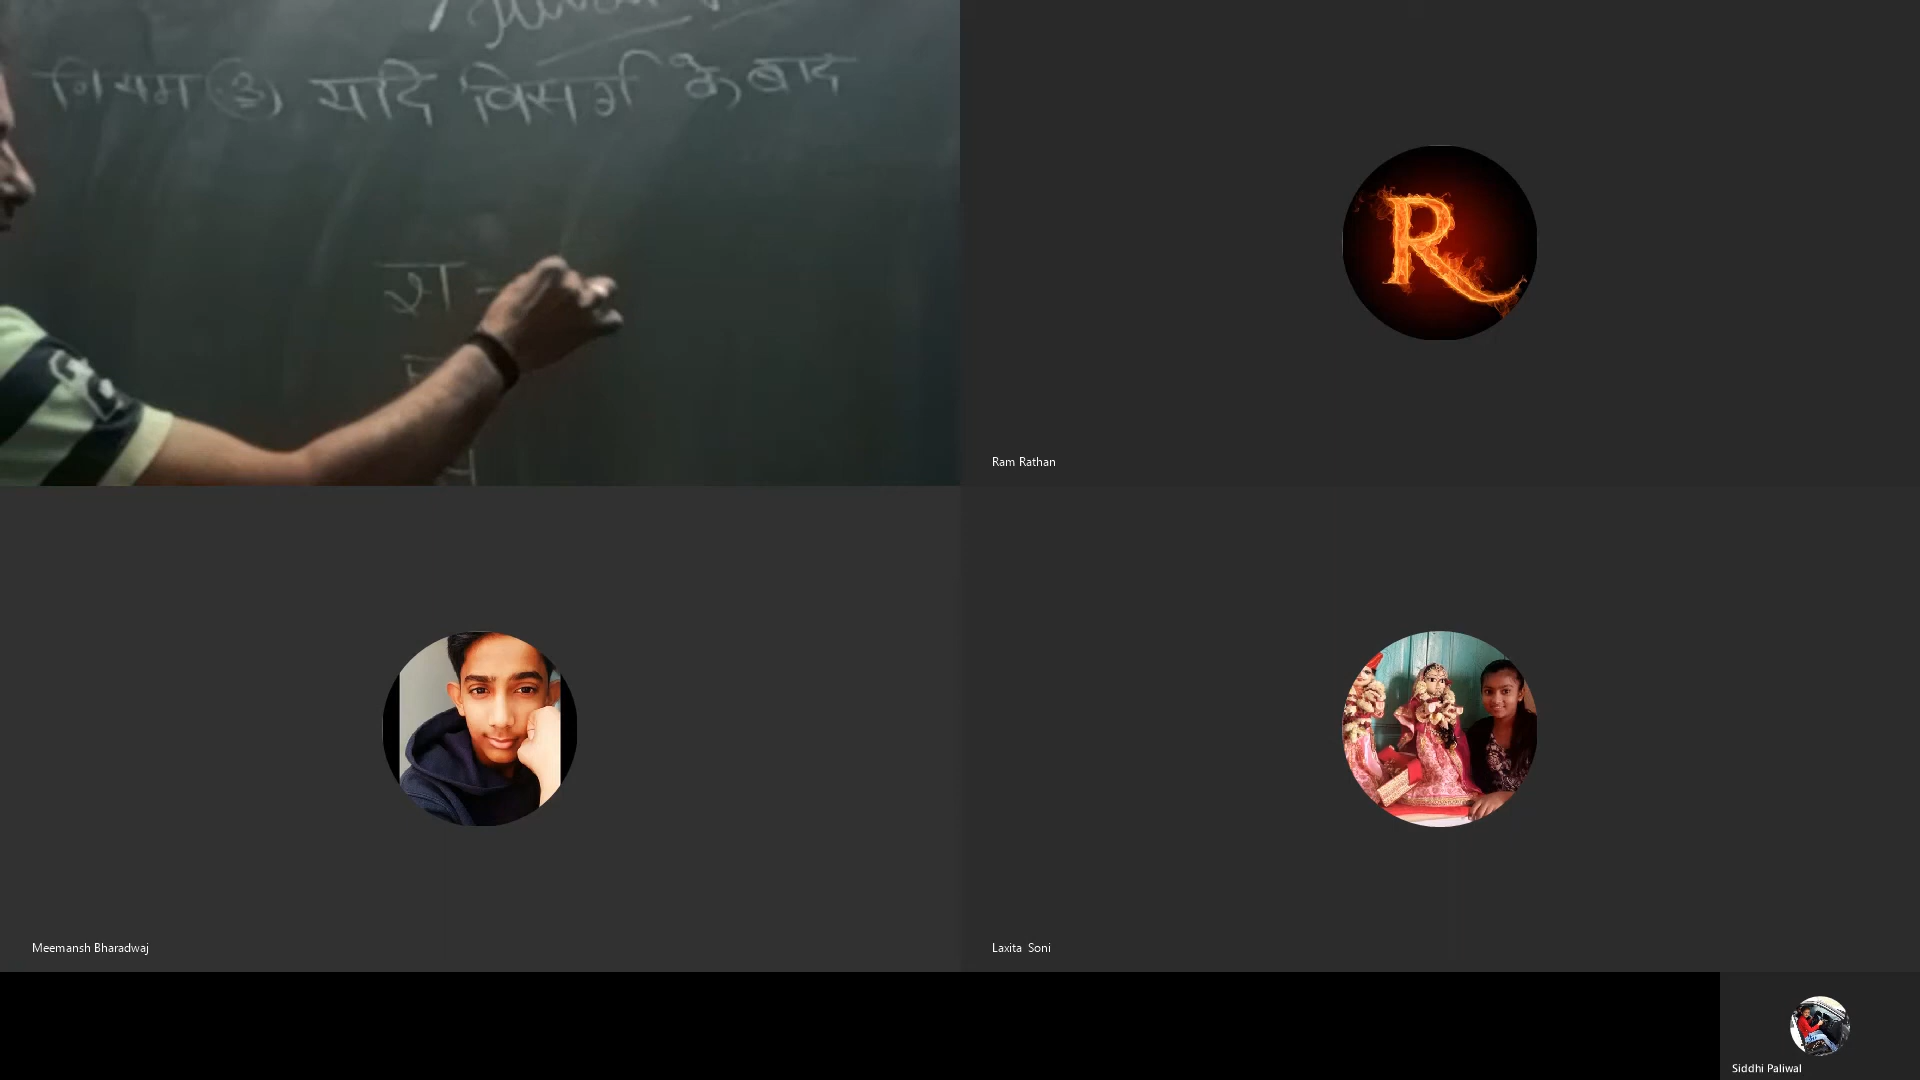 नियम (3) यदि विसर्ग के बाद
श -
R
Ram Rathan
Meemansh Bharadwaj
Laxita Soni
Siddhi Paliwal